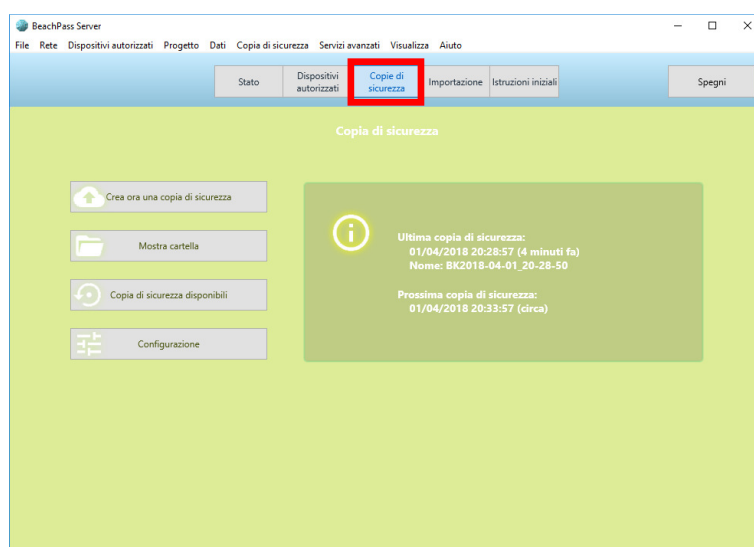 BeachPass Server
File Rete Dispositivi autorizzati Progetto Dati Copia di sicurezza Servizi avanzati Visualizza Aiuto
Stato
Dispositivi
autorizzati
Copie di
sicurezza
Importazione
Istruzioni iniziali
Spegni
Copia di sicurezza
Crea ora una copia di sicurezza
Mostra cartella
Copia di sicurezza disponibili
Configurazione
Ultima copia di sicurezza:
01/04/2018 20:28:57 (4 minuti fa)
Nome: BK2018-04-01_20-28-50
Prossima copia di sicurezza:
01/04/2018 20:33:57 (circa)